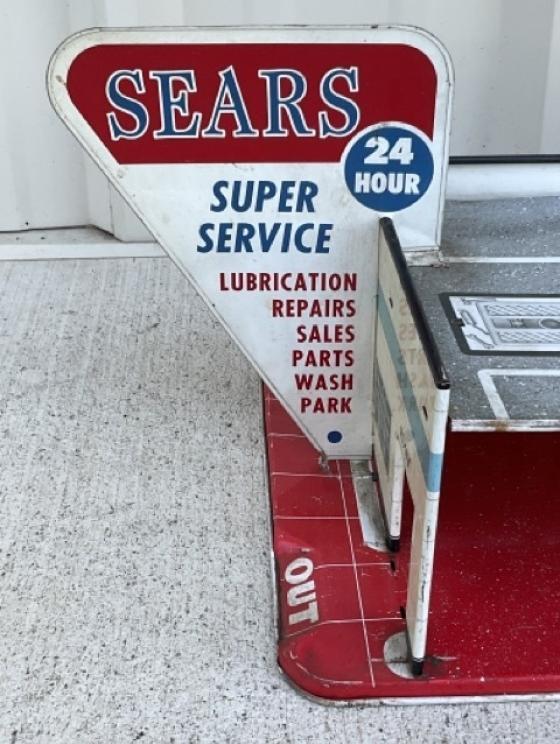 SEARS
24
HOUR
SUPER
SERVICE
LUBRICATION
REPAIRS
SALES
PARTS
WASH
PARK
OUT